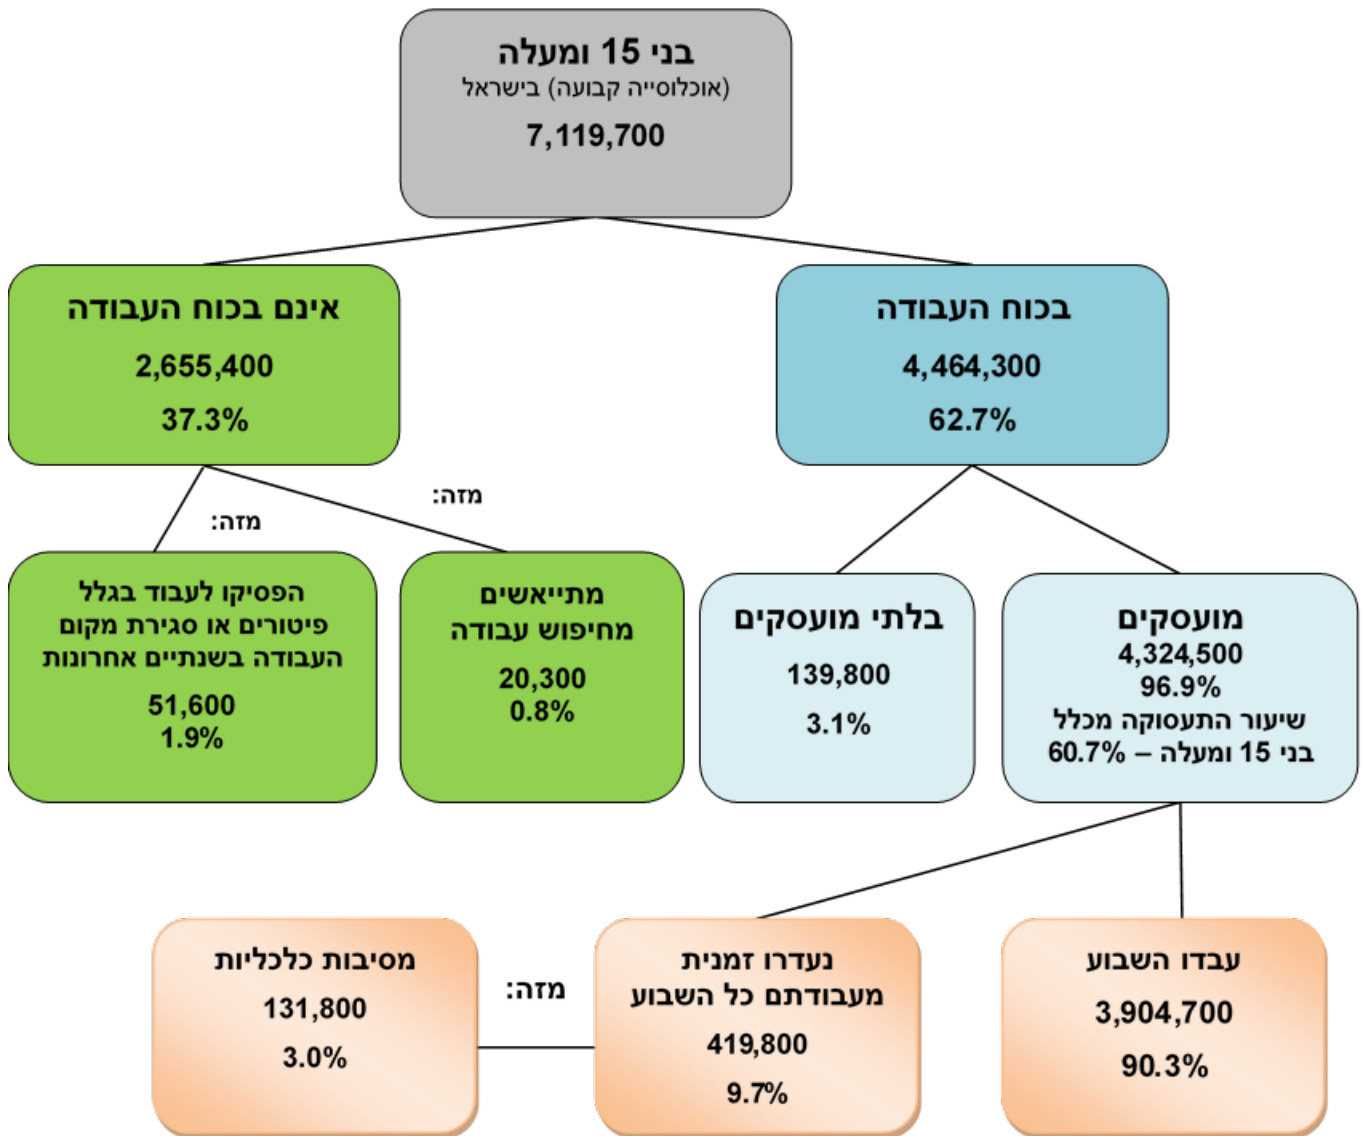 בני 15 ומעלה
(אוכלוסייה קבועה) בישראל
7,119,700
בכוח העבודה
4,464,300
62.7%
אינם בכוח העבודה
2,655,400
37.3%
מועסקים
4,324,500
96.9%
שיעור התעסוקה מכלל
בני 15 ומעלה – 60.7%
בלתי מועסקים
139,800
3.1%
מזה:
מתייאשים
מחיפוש עבודה
20,300
0.8%
מזה:
הפסיקו לעבוד בגלל
פיטורים או סגירת מקום
העבודה בשנתיים אחרונות
51,600
1.9%
עבדו השבוע
3,904,700
90.3%
נעדרו זמנית
מעבודתם כל השבוע
419,800
9.7%
מזה:
מסיבות כלכליות
131,800
3.0%